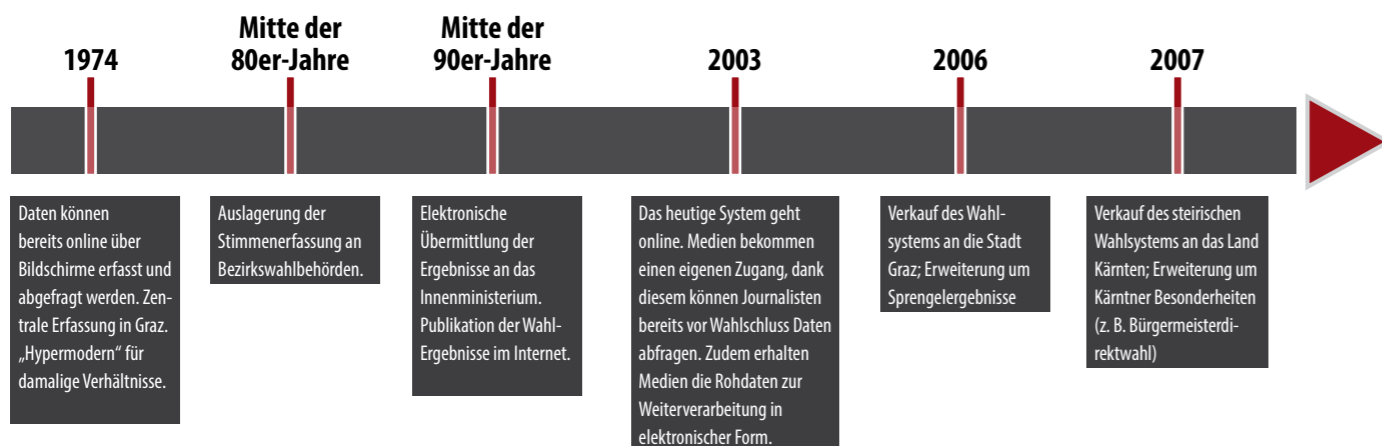 1974
Mitte der
80er-Jahre
Mitte der
90er-Jahre
2003
2006
2007
Daten können
bereits online über
Bildschirme erfasst und
abgefragt werden. Zen-
trale Erfassung in Graz.
„Hypermodern“ für
damalige Verhältnisse.
Auslagerung der
Stimmenerfassung an
Bezirkswahlbehörden.
Elektronische
Übermittlung der
Ergebnisse an das
Innenministerium.
Publikation der Wahl-
Ergebnisse im Internet.
Das heutige System geht
online. Medien bekommen
einen eigenen Zugang, dank
diesem können Journalisten
bereits vor Wahlschluss Daten
abfragen. Zudem erhalten
Medien die Rohdaten zur
Weiterverarbeitung in
elektronischer Form.
Verkauf des Wahl-
systems an die Stadt
Graz; Erweiterung um
Sprengelergebnisse
Verkauf des steirischen
Wahlsystems an das Land
Kärnten; Erweiterung um
Kärntner Besonderheiten
(z. B. Bürgermeisterdi-
rektwahl)